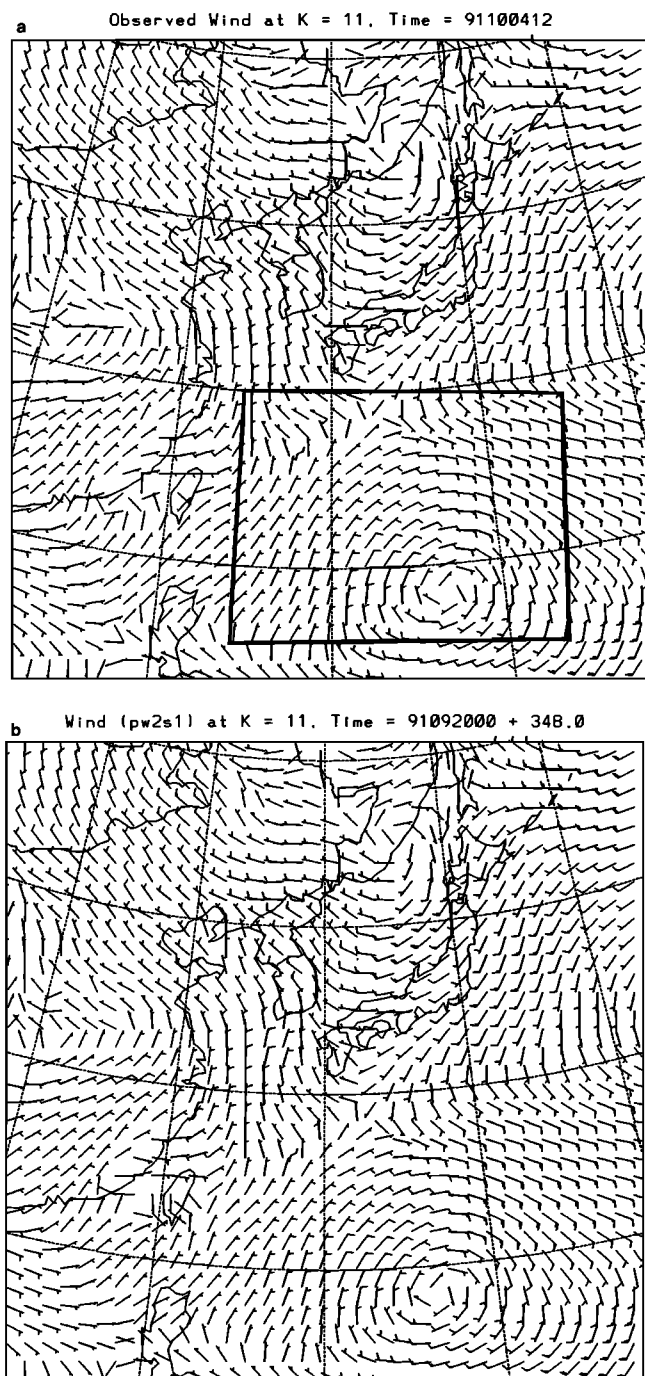 a
Observed Wind at K = 11, Time = 91100412
b
Wind (pw2s1) at K = 11, Time = 91092000 + 348.0